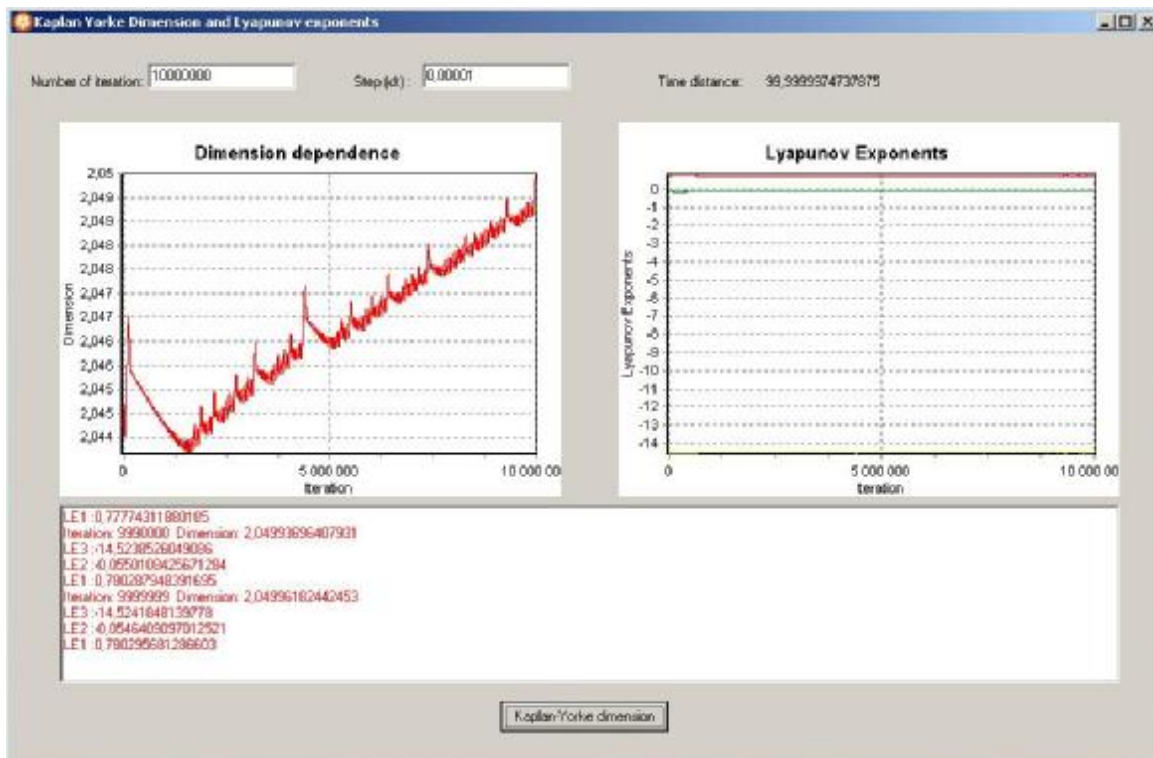 Kaplan Yorke Dimension and Lyapunov exponents
Number of iteration: 10000000
Step(dt) : 0,00001
Time distance: 99,9999974737875
Dimension dependence
2,05
2,049
2,049
2,048
2,048
2,047
2,047
2,046
2,046
2,045
2,045
2,044
Dimension
0 5 000 000 10 000 00
Iteration
Lyapunov Exponents
0
-1
-2
-3
-4
-5
-6
-7
-8
-9
-10
-11
-12
-13
-14
Lyapunov Exponents
0 5 000 000 10 000 00
Iteration
LE1 :0,77774311880185
Iteration: 9990000 Dimension: 2,04993696407931
LE3 :-14,5238526049086
LE2 :-0,0550108425671284
LE1 :0,780287948391695
Iteration: 9999999 Dimension: 2,04996182442453
LE3 :-14,5241848139778
LE2 :-0,0546409097012521
LE1 :0,780295681286603
Kaplan-Yorke dimension